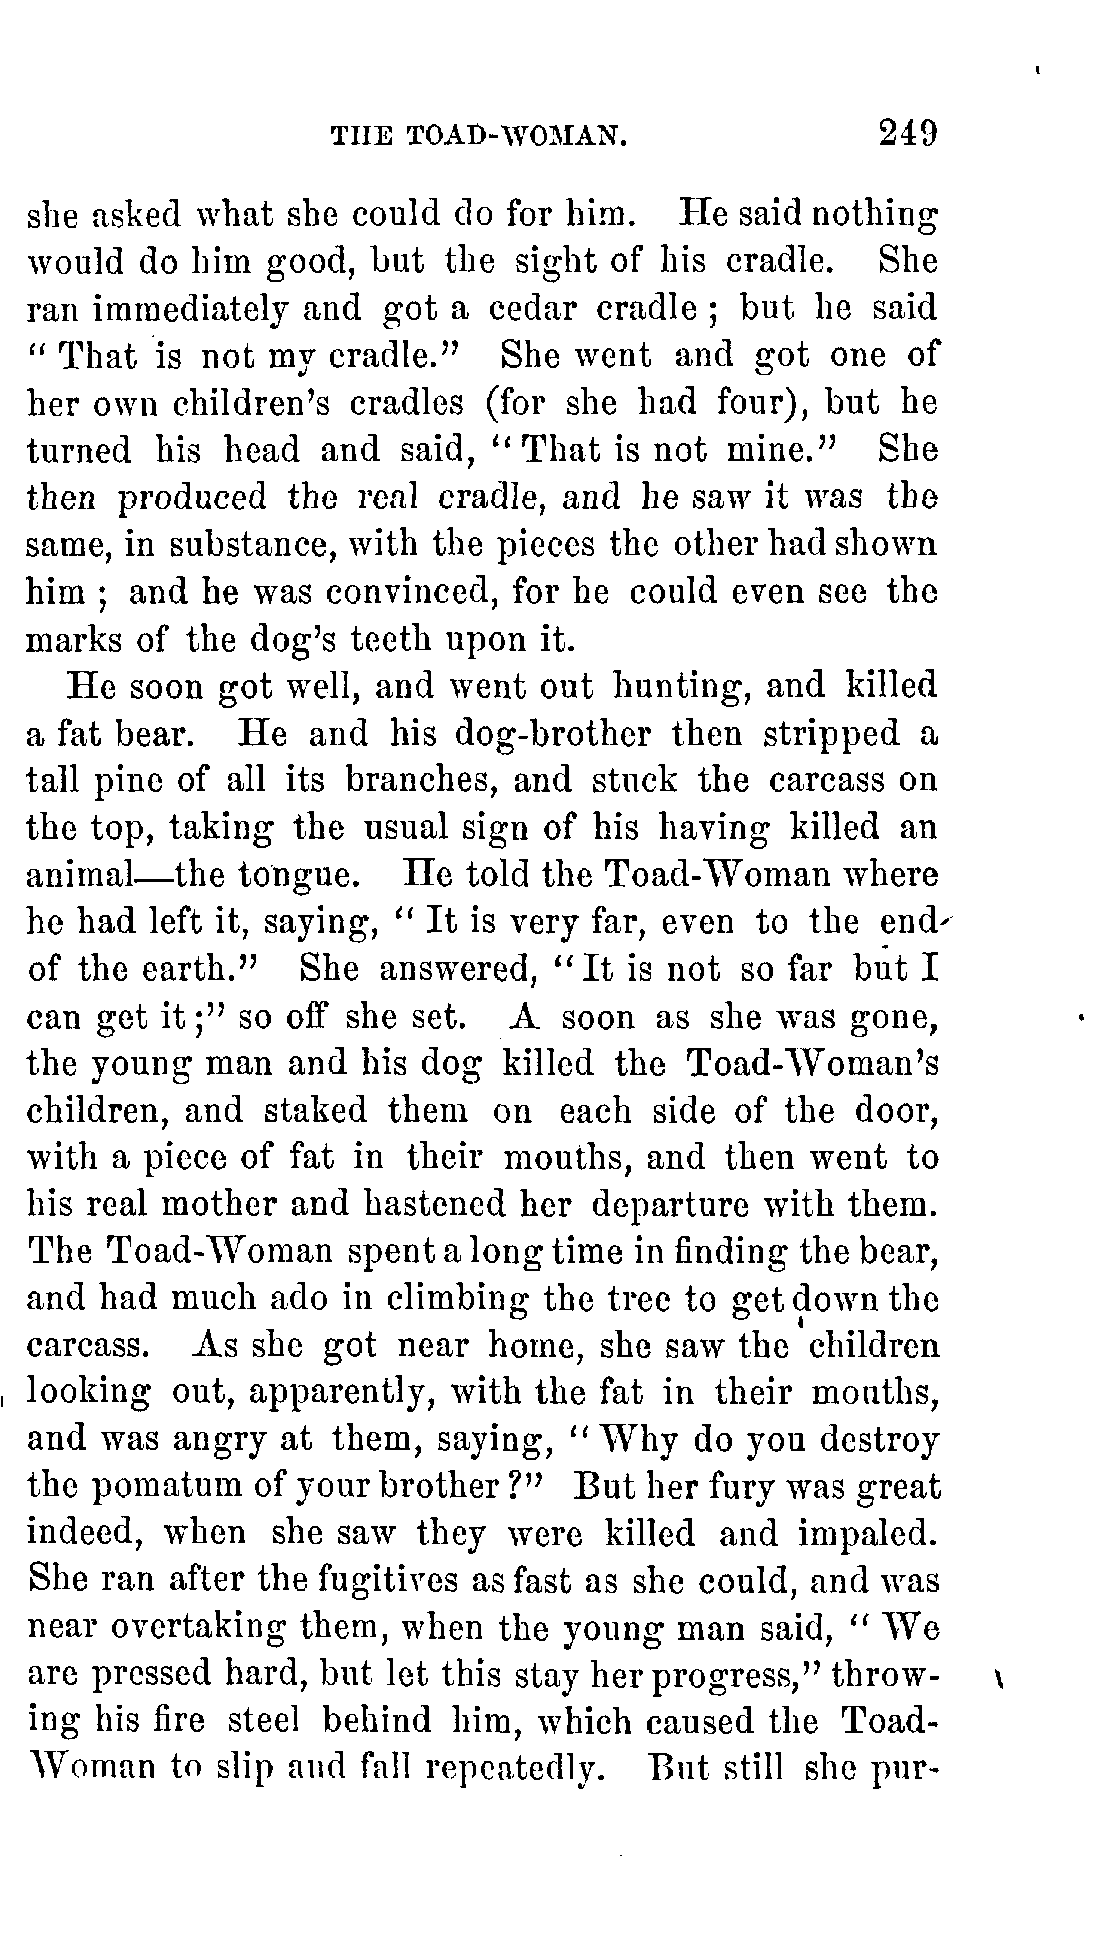 THE TOAD-WOMAN. 249
she asked what she could do for him. He said nothing
would do him good, but the sight of his cradle. She
ran immediately and got a cedar cradle ; but he said
“ That is not my cradle.” She went and got one of
her own children’s cradles (for she had four), but he
turned his head and said, “ That is not mine.” She
then produced the real cradle, and he saw it was the
same, in substance, with the pieces the other had shown
him ; and he was convinced, for he could even see the
marks of the dog’s teeth upon it.
He soon got well, and went out hunting, and killed
a fat bear. He and his dog-brother then stripped a
tall pine of all its branches, and stuck the carcass on
the top, taking the usual sign of his having killed an
animal—the tongue. He told the Toad-Woman where
he had left it, saying, “ It is very far, even to the end
of the earth.” She answered, “ It is not so far but I
can get it ;” so off she set. A soon as she was gone,
the young man and his dog killed the Toad-Woman’s
children, and staked them on each side of the door,
with a piece of fat in their mouths, and then went to
his real mother and hastened her departure with them.
The Toad-Woman spent a long time in finding the bear,
and had much ado in climbing the tree to get down the
carcass. As she got near home, she saw the children
looking out, apparently, with the fat in their mouths,
and was angry at them, saying, “ Why do you destroy
the pomatum of your brother ?” But her fury was great
indeed, when she saw they were killed and impaled.
She ran after the fugitives as fast as she could, and was
near overtaking them, when the young man said, “ We
are pressed hard, but let this stay her progress,” throw-
ing his fire steel behind him, which caused the Toad-
Woman to slip and fall repeatedly. But still she pur-